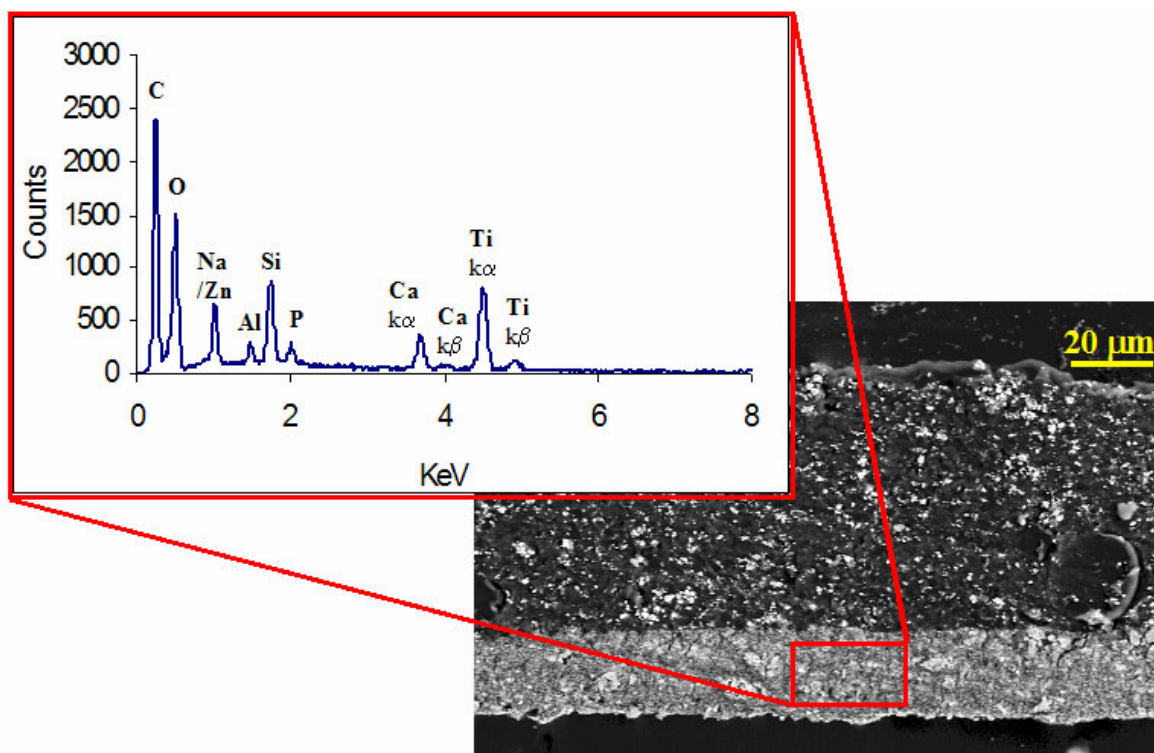 3000
2500
2000
1500
1000
500
0
Counts
C
O
Na
/Zn
Al
Si
P
Ca
kα
Ca
kβ
Ti
kα
Ti
kβ
0 2 4 6 8
KeV
20 µm